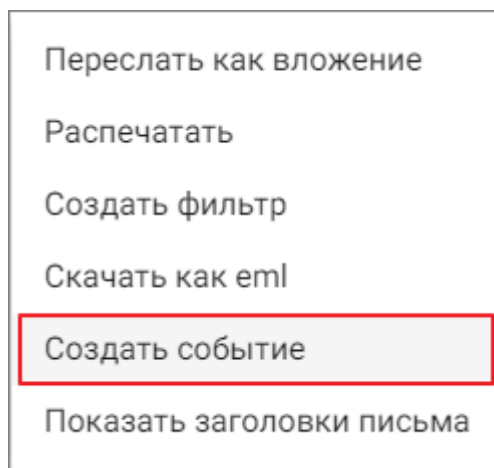 Переслать как вложение
Распечатать
Создать фильтр
Скачать как eml
Создать событие
Показать заголовки письма